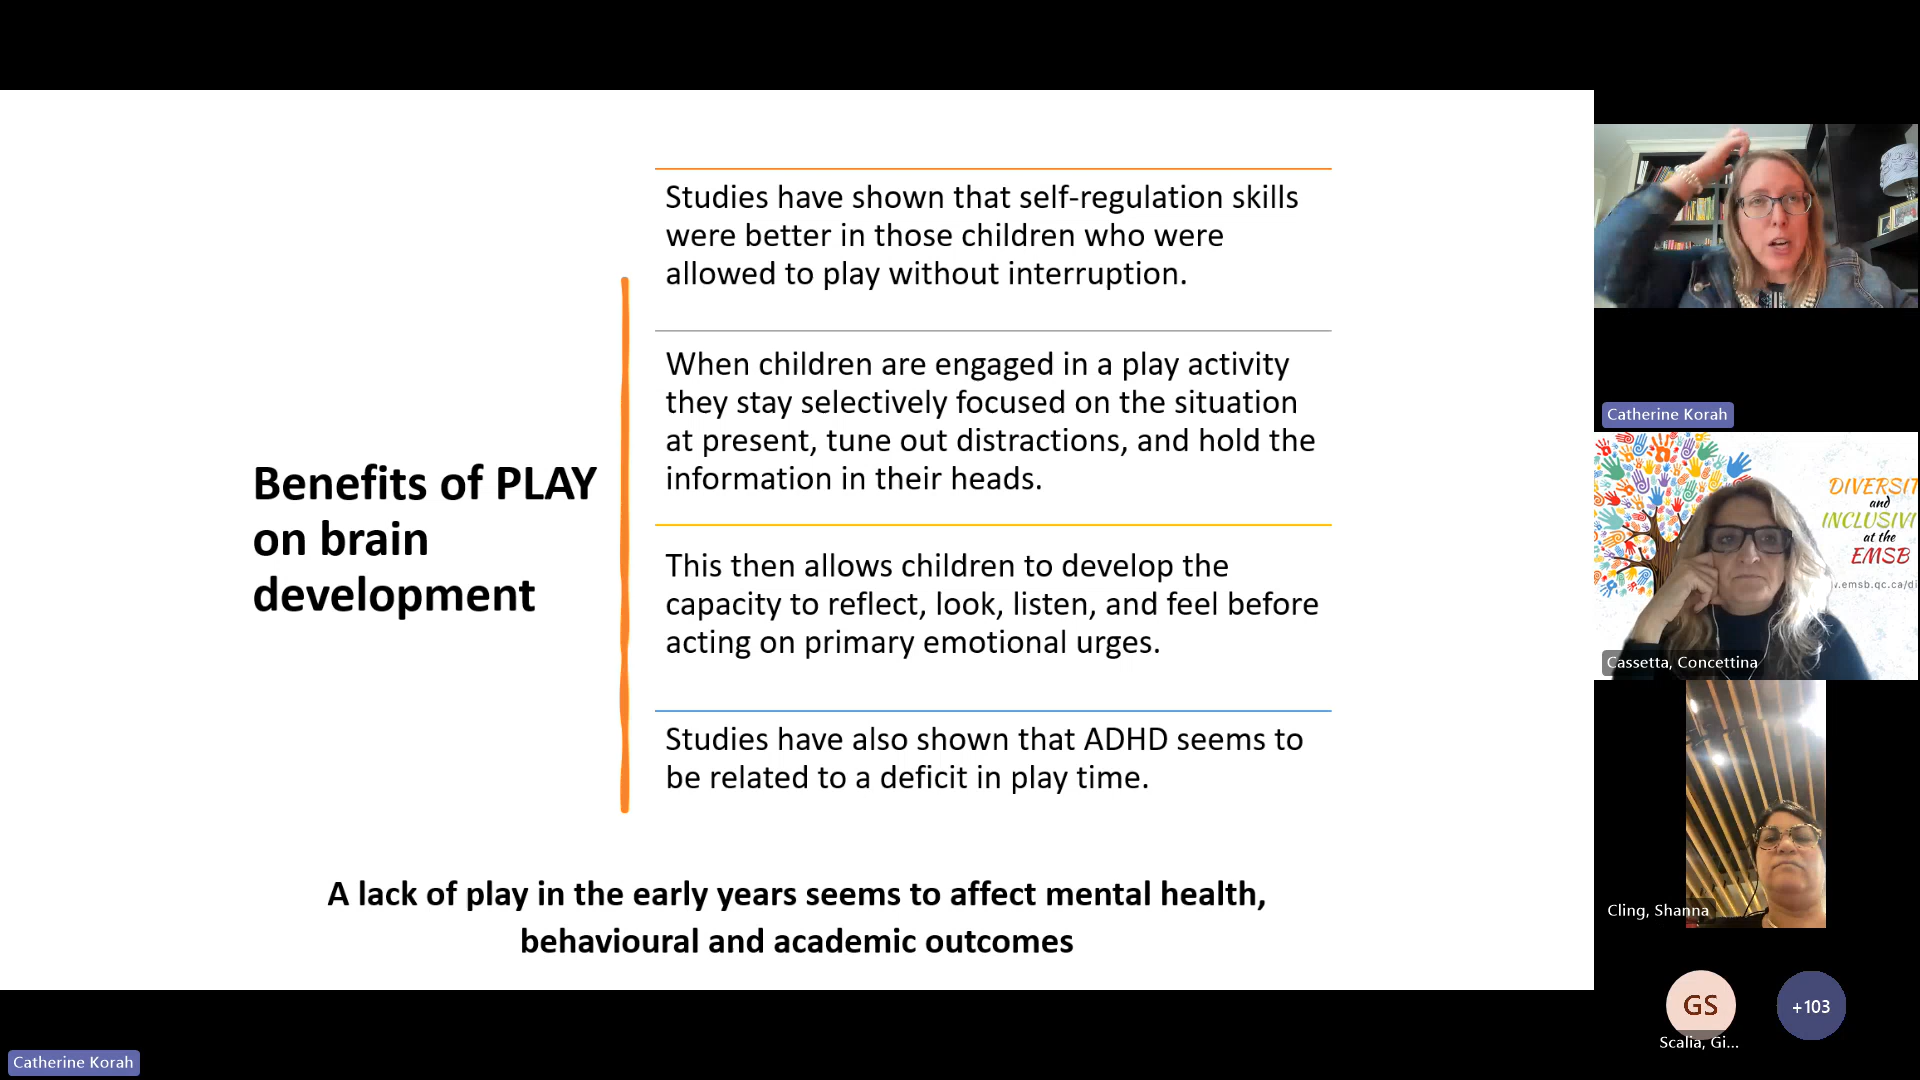 Studies have shown that self-regulation skills
were better in those children who were
allowed to play without interruption.
When children are engaged in a play activity
they stay selectively focused on the situation
at present, tune out distractions, and hold the
information in their heads.
Benefits of PLAY
on brain
development
This then allows children to develop the
capacity to reflect, look, listen, and feel before
acting on primary emotional urges.
Studies have also shown that ADHD seems to
be related to a deficit in play time.
A lack of play in the early years seems to affect mental health,
behavioural and academic outcomes
Catherine Korah
DIVERSIT
and
INCLUSIVI
at the
EMSB
.emsb.qc.ca/di
Cassetta, Concettina
Cling, Shanna
GS
+103
Scalia, Gi...
Catherine Korah